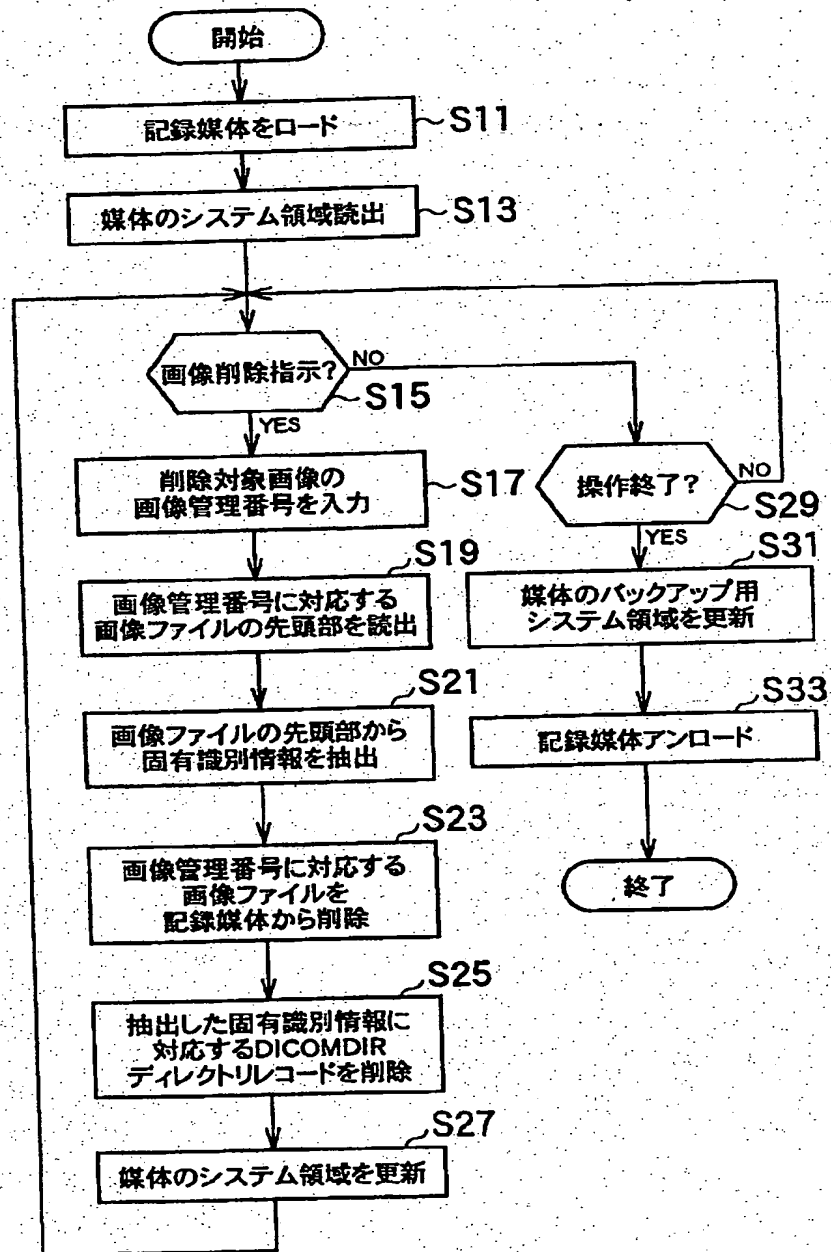 開始
記録媒体をロード
S11
媒体のシステム領域読出
S13
画像削除指示?
NO
S15
YES
削除対象画像の
画像管理番号を入力
S17
S19
画像管理番号に対応する
画像ファイルの先頭部を読出
S21
画像ファイルの先頭部から
固有識別情報を抽出
S23
画像管理番号に対応する
画像ファイルを
記録媒体から削除
S25
抽出した固有識別情報に
対応するDICOMDIR
ディレクトリレコードを削除
S27
媒体のシステム領域を更新
操作終了?
NO
S29
YES
S31
媒体のバックアップ用
システム領域を更新
S33
記録媒体アンロード
終了